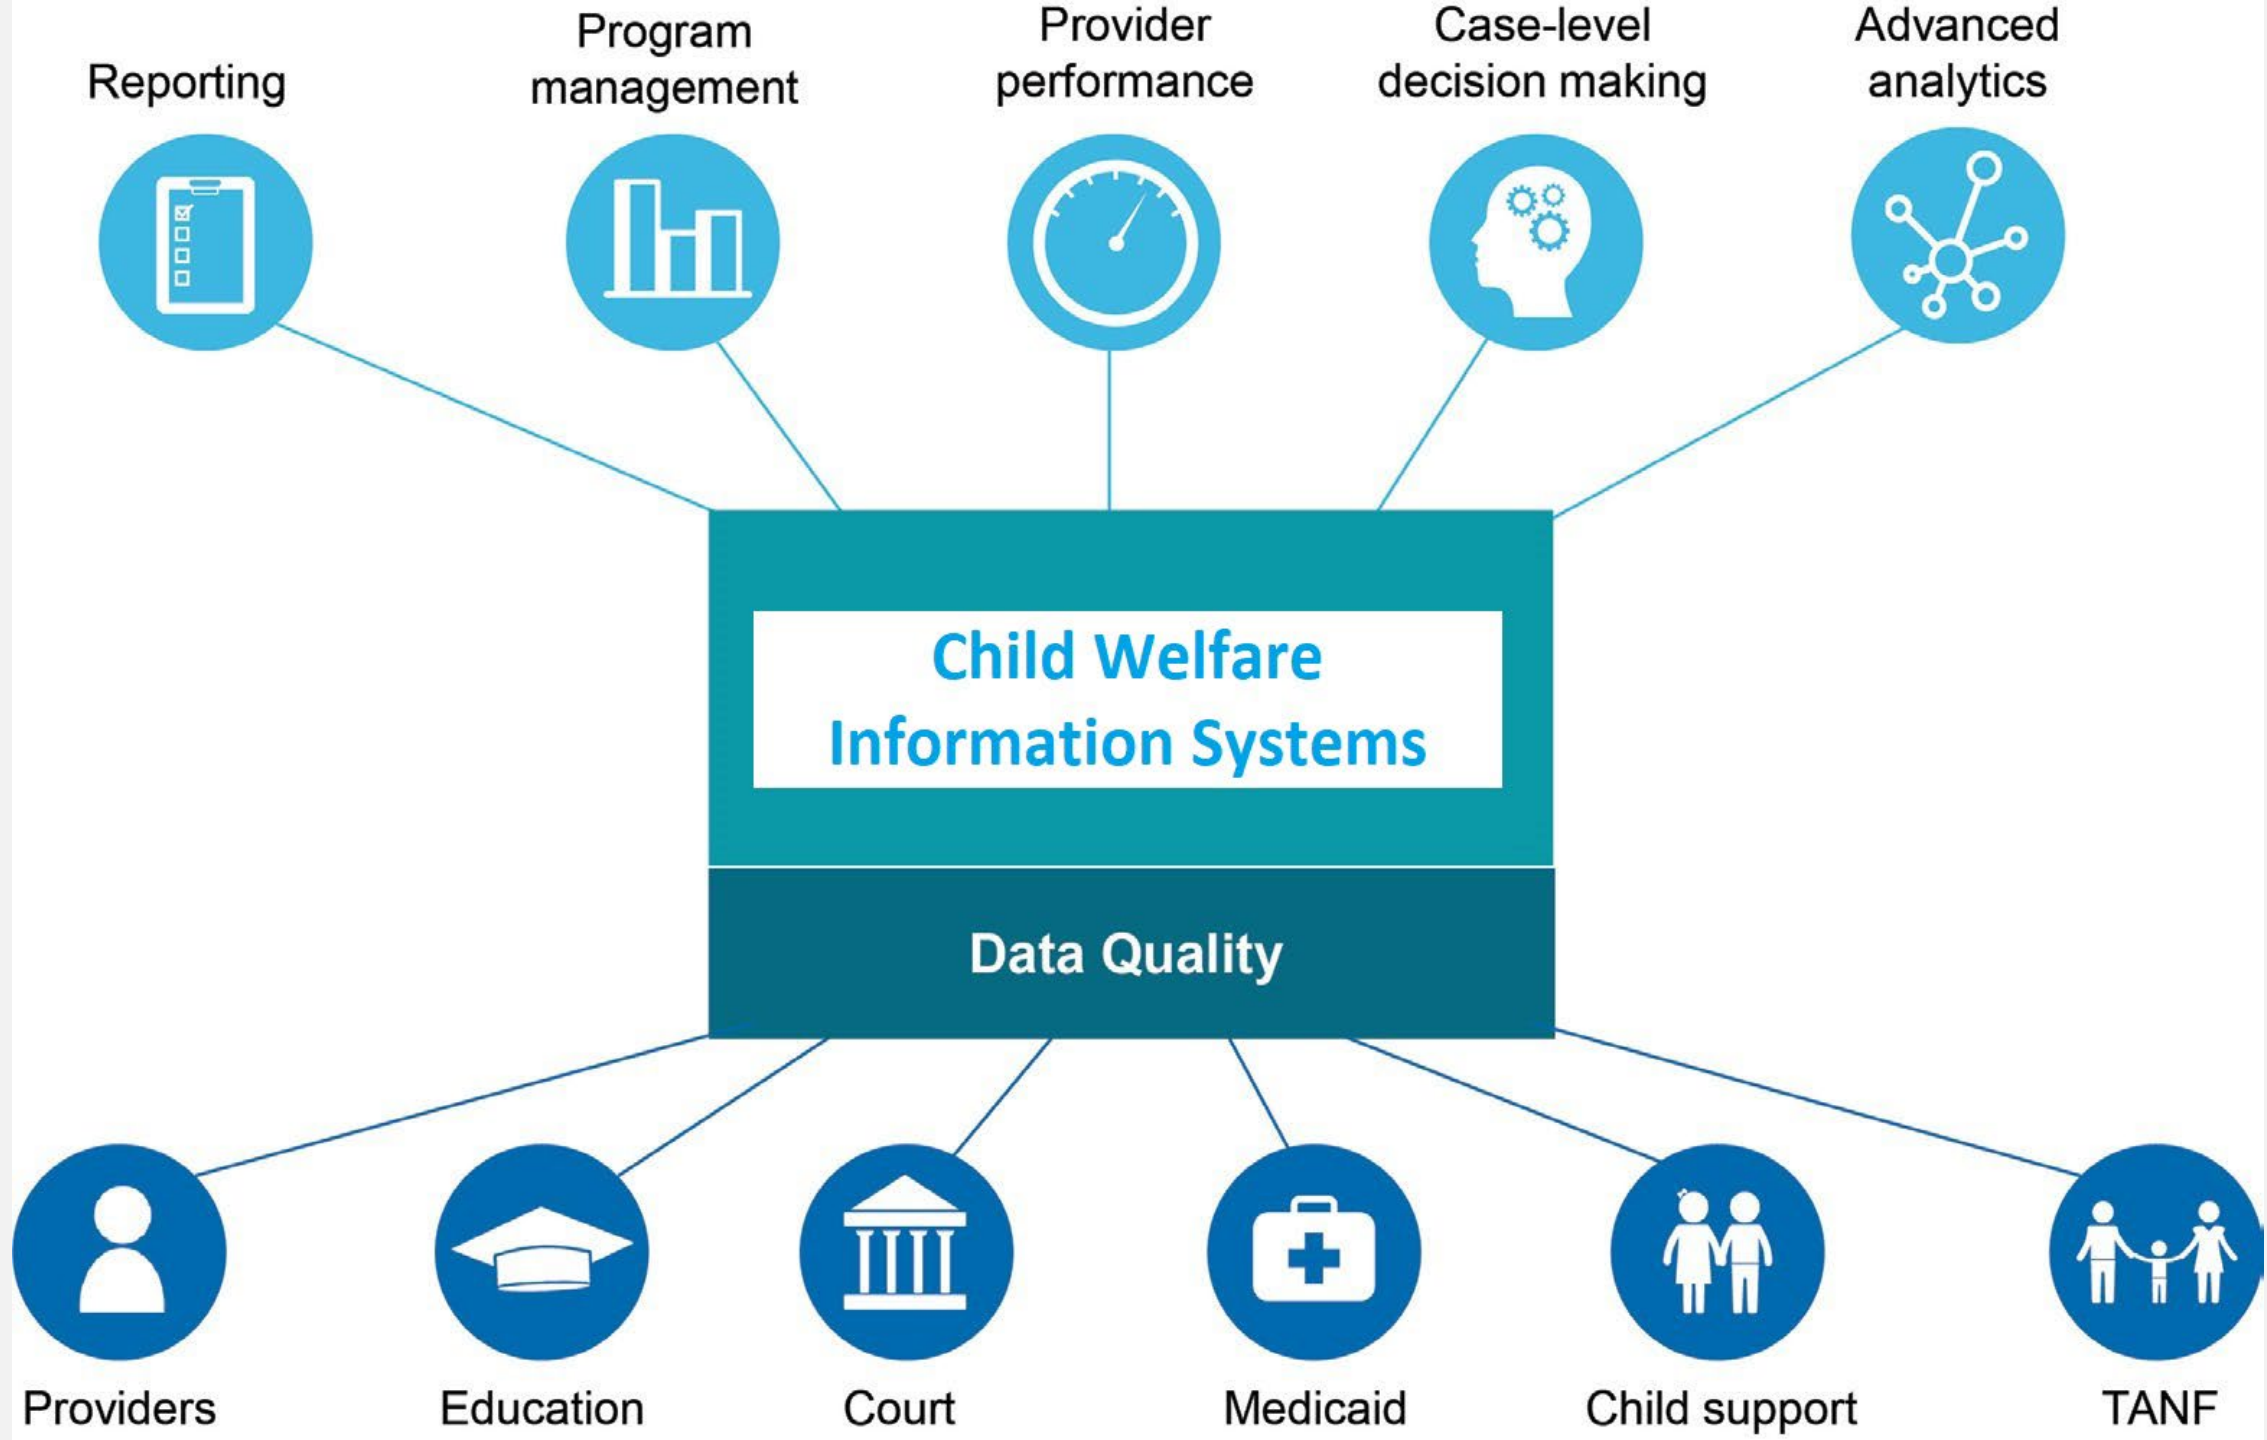 Reporting
Program
management
Provider
performance
Case-level
decision making
Advanced
analytics
Child Welfare
Information Systems
Data Quality
Providers
Education
Court
Medicaid
Child support
TANF